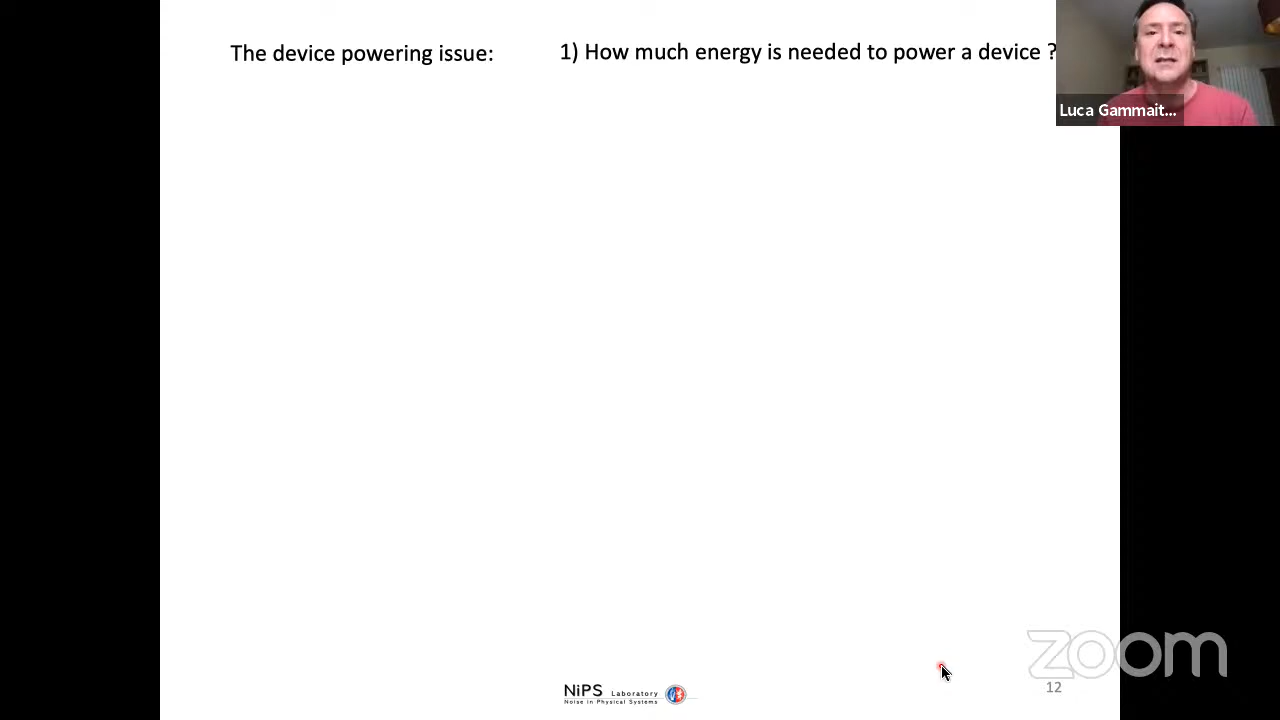 The device powering issue:
1) How much energy is needed to power a device ?
Luca Gammait...
zoom
12
NiPS Laboratory
Noise in Physical Systems